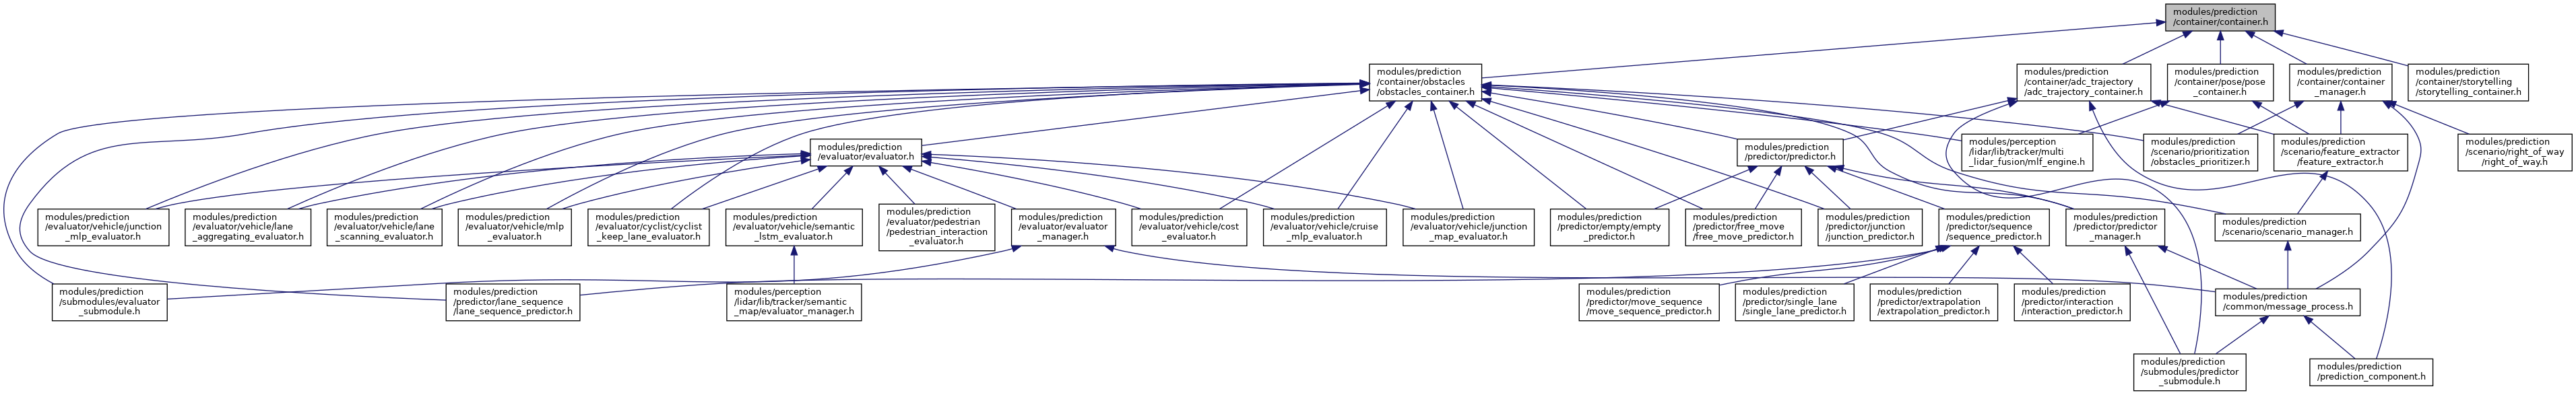 modules/prediction
/container/container.h
modules/prediction
/container/obstacles
/obstacles_container.h
modules/prediction
/container/adc_trajectory
/adc_trajectory_container.h
modules/prediction
/container/pose/pose
_container.h
modules/prediction
/container/container
_manager.h
modules/prediction
/container/storytelling
/storytelling_container.h
modules/prediction
/evaluator/evaluator.h
modules/prediction
/predictor/predictor.h
modules/perception
/lidar/lib/tracker/multi
_lidar_fusion/mlf_engine.h
modules/prediction
/scenario/prioritization
/obstacles_prioritizer.h
modules/prediction
/scenario/feature_extractor
/feature_extractor.h
modules/prediction
/scenario/right_of_way
/right_of_way.h
modules/prediction
/evaluator/vehicle/junction
_mlp_evaluator.h
modules/prediction
/evaluator/vehicle/lane
_aggregating_evaluator.h
modules/prediction
/evaluator/vehicle/lane
_scanning_evaluator.h
modules/prediction
/evaluator/vehicle/mlp
_evaluator.h
modules/prediction
/evaluator/cyclist/cyclist
_keep_lane_evaluator.h
modules/prediction
/evaluator/vehicle/semantic
_lstm_evaluator.h
modules/prediction
/evaluator/pedestrian
/pedestrian_interaction
_evaluator.h
modules/prediction
/evaluator/evaluator
_manager.h
modules/prediction
/evaluator/vehicle/cost
_evaluator.h
modules/prediction
/evaluator/vehicle/cruise
_mlp_evaluator.h
modules/prediction
/evaluator/vehicle/junction
_map_evaluator.h
modules/prediction
/predictor/empty/empty
_predictor.h
modules/prediction
/predictor/free_move
/free_move_predictor.h
modules/prediction
/predictor/junction
/junction_predictor.h
modules/prediction
/predictor/sequence
/sequence_predictor.h
modules/prediction
/predictor/predictor
_manager.h
modules/prediction
/scenario/scenario_manager.h
modules/prediction
/submodules/evaluator
_submodule.h
modules/prediction
/predictor/lane_sequence
/lane_sequence_predictor.h
modules/perception
/lidar/lib/tracker/semantic
_map/evaluator_manager.h
modules/prediction
/predictor/move_sequence
/move_sequence_predictor.h
modules/prediction
/predictor/single_lane
/single_lane_predictor.h
modules/prediction
/predictor/extrapolation
/extrapolation_predictor.h
modules/prediction
/predictor/interaction
/interaction_predictor.h
modules/prediction
/common/message_process.h
modules/prediction
/submodules/predictor
_submodule.h
modules/prediction
/prediction_component.h